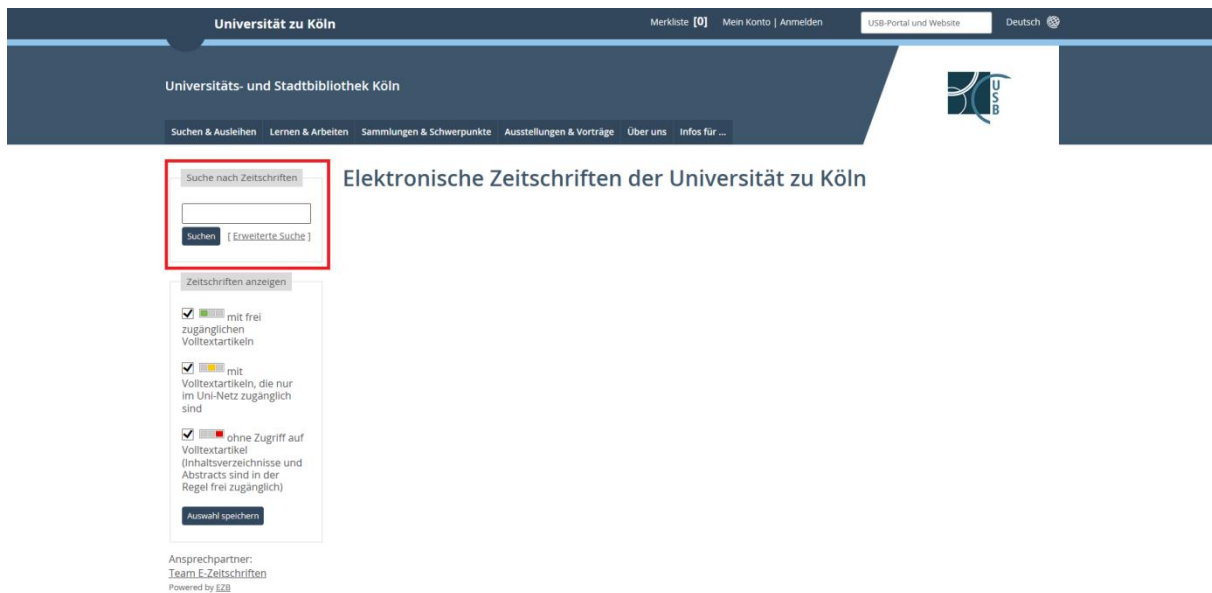 Universität zu Köln
Merkliste [0] Mein Konto | Anmelden
USB-Portal und Website
Deutsch
Universitäts- und Stadtbibliothek Köln
USB
Suchen & Ausleihen Lernen & Arbeiten Sammlungen & Schwerpunkte Ausstellungen & Vorträge Über uns Infos für ...
Suche nach Zeitschriften
Suchen [ Erweiterte Suche ]
Elektronische Zeitschriften der Universität zu Köln
Zeitschriften anzeigen
mit frei
zugänglichen
Volltextartikeln
mit
Volltextartikeln, die nur
im Uni-Netz zugänglich
sind
ohne Zugriff auf
Volltextartikel
(Inhaltsverzeichnisse und
Abstracts sind in der
Regel frei zugänglich)
Auswahl speichern
Ansprechpartner:
Team E-Zeitschriften
Powered by EZB